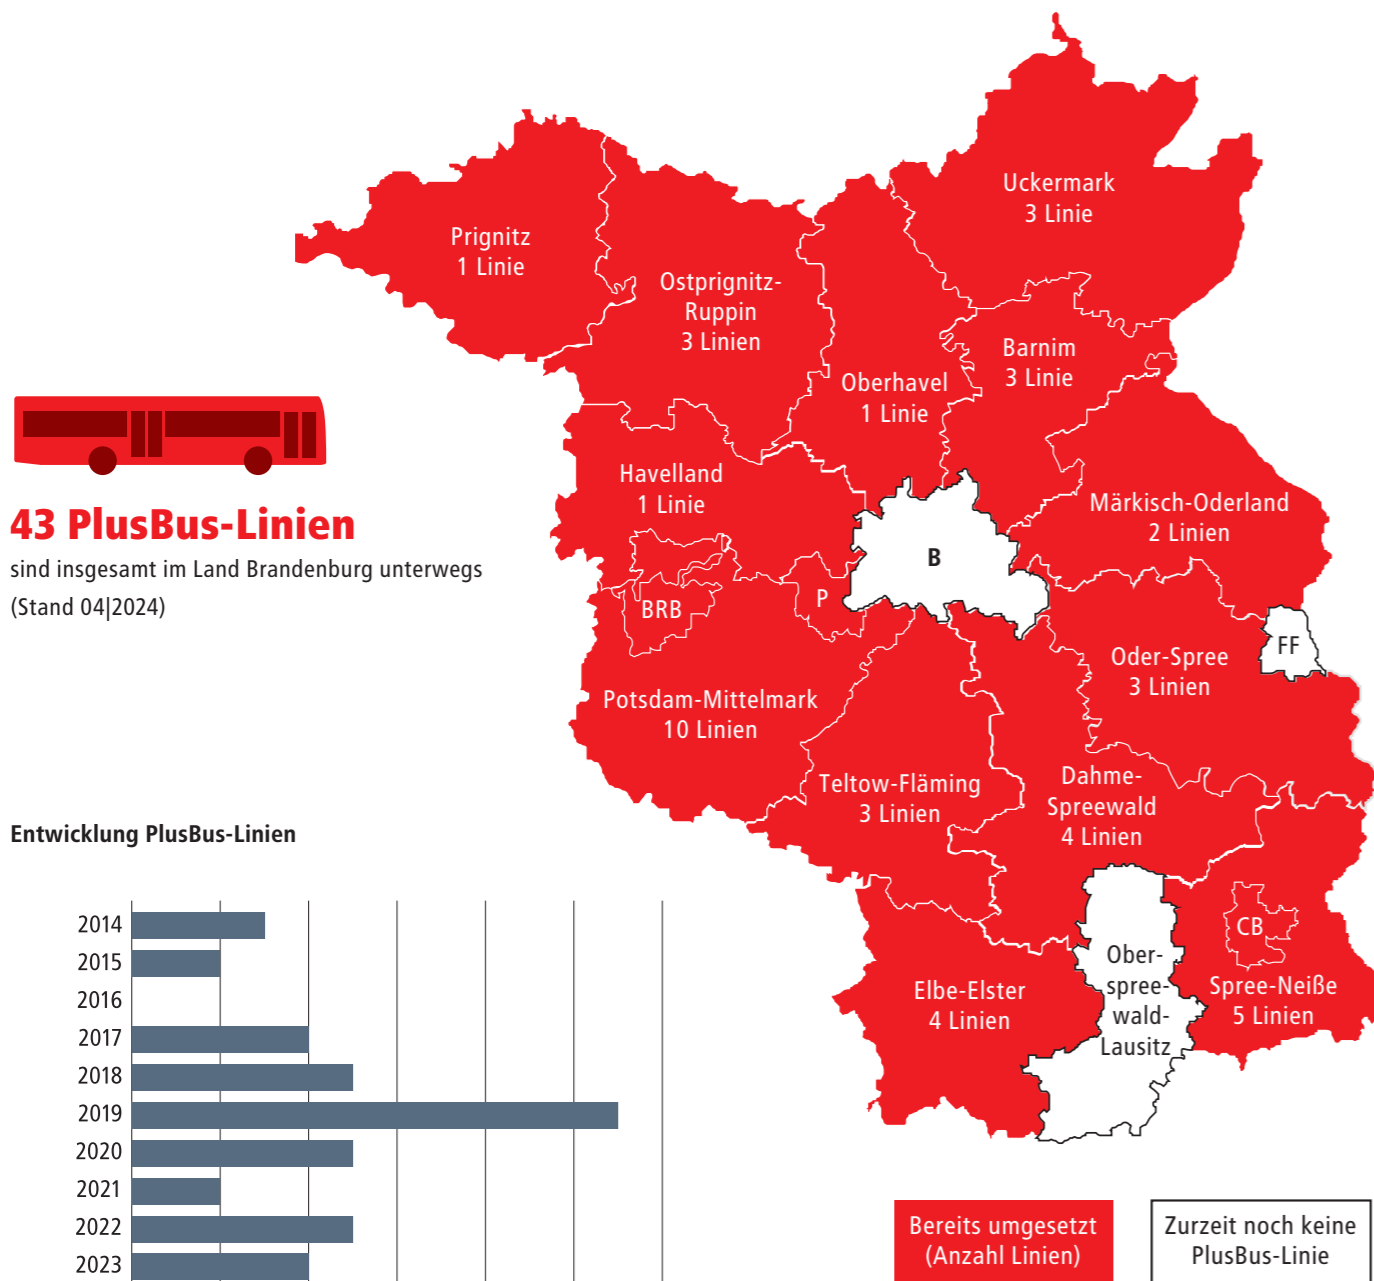 Uckermark
3 Linie
Prignitz
1 Linie
Ostprignitz-
Ruppin
3 Linien
Barnim
3 Linie
Oberhavel
1 Linie
Havelland
1 Linie
Märkisch-Oderland
2 Linien
43 PlusBus-Linien
sind insgesamt im Land Brandenburg unterwegs
(Stand 04|2024)
B
BRB
P
FF
Oder-Spree
3 Linien
Potsdam-Mittelmark
10 Linien
Teltow-Fläming
3 Linien
Dahme-
Spreewald
4 Linien
CB
Spree-Neiße
5 Linien
Elbe-Elster
4 Linien
Ober-
spree-
wald-
Lausitz
Entwicklung PlusBus-Linien
2014
2015
2016
2017
2018
2019
2020
2021
2022
2023
Bereits umgesetzt
(Anzahl Linien)
Zurzeit noch keine
PlusBus-Linie